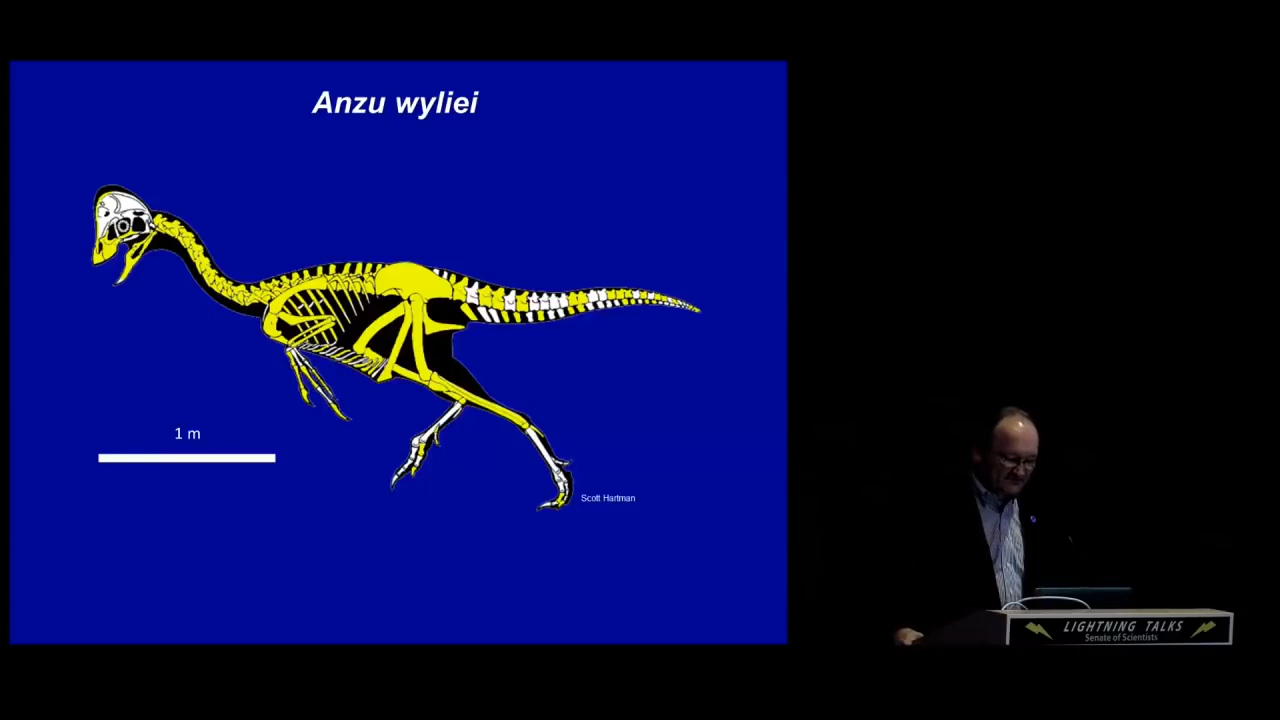 Anzu wyliei
1 m
Scott Hartman
LIGHTNING TALKS
Senate of Scientists